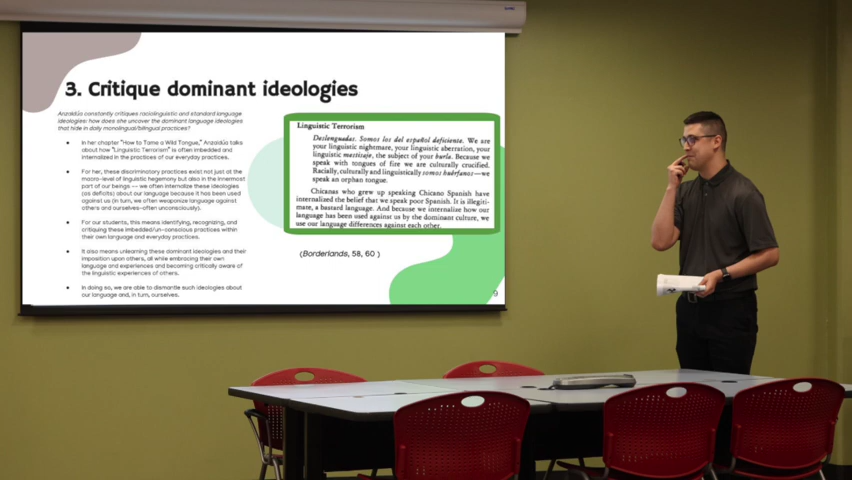 3. Critique dominant ideologies
Anzaldúa constantly critiques raciolinguistic and standard language
ideologies: how does she uncover the dominant language ideologies
that hide in daily monolingual/bilingual practices?
In her chapter "How to Tame a Wild Tongue," Anzaldúa talks
about how "Linguistic Terrorism" is often imbedded and
internalized in the practices of our everyday practices.
For her, these discriminatory practices exist not just at the
macro-level of linguistic hegemony but also in the innermost
part of our beings -- we often internalize these ideologies
(as deficits) about our language because it has been used
against us (in turn, we often weaponize language against
others and ourselves–often unconsciously).
For our students, this means identifying, recognizing, and
critiquing these imbedded/un-conscious practices within
their own language and everyday practices.
It also means unlearning these dominant ideologies and their
imposition upon others, all while embracing their own
language and experiences and becoming critically aware of
the linguistic experiences of others.
In doing so, we are able to dismantle such ideologies about
our language and, in turn, ourselves.
Linguistic Terrorism
Deslenguadas. Somos los del español deficiente. We are
your linguistic nightmare, your linguistic aberration, your
linguistic mestisaje, the subject of your burla. Because we
speak with tongues of fire we are culturally crucified.
Racially, culturally and linguistically somos huérfanos—we
speak an orphan tongue.
Chicanas who grew up speaking Chicano Spanish have
internalized the belief that we speak poor Spanish. It is illegiti-
mate, a bastard language. And because we internalize how our
language has been used against us by the dominant culture, we
use our language differences against each other.
(Borderlands, 58, 60 )
9